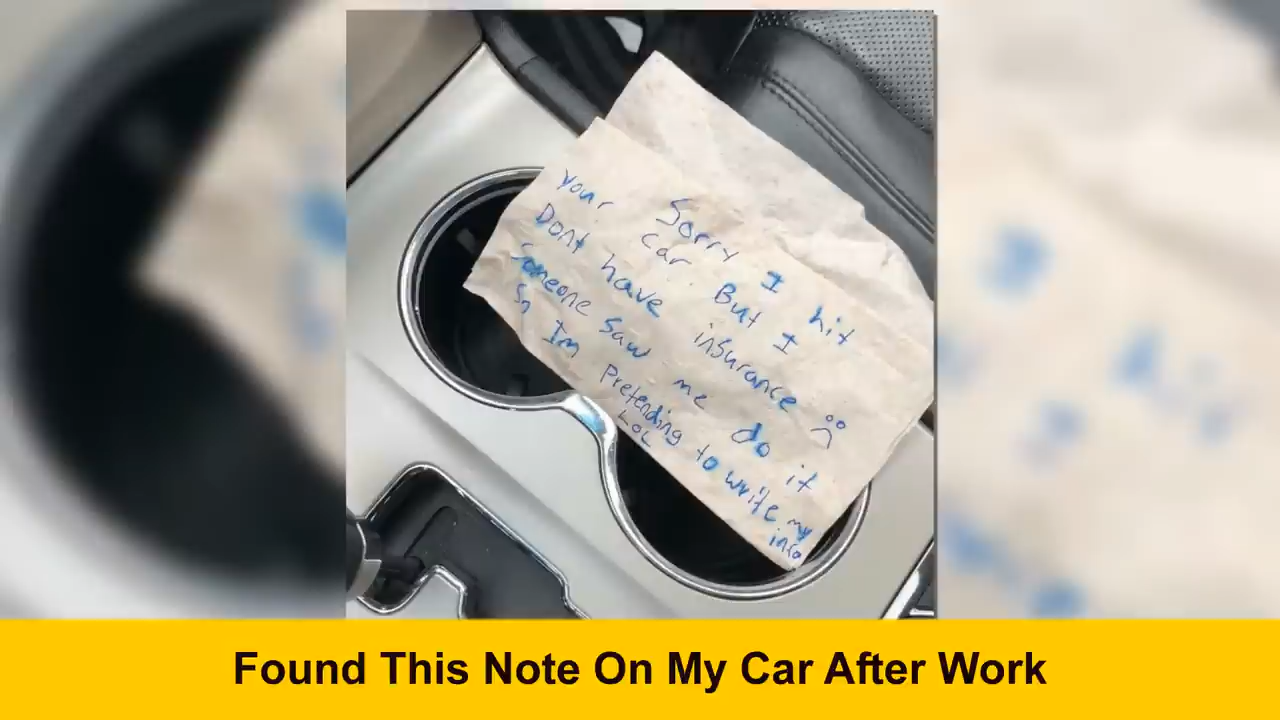 Sorry I hit
your car. But I
Dont have insurance ☹
Someone saw me do it
So Im Pretending to write my
info
LOL
Found This Note On My Car After Work